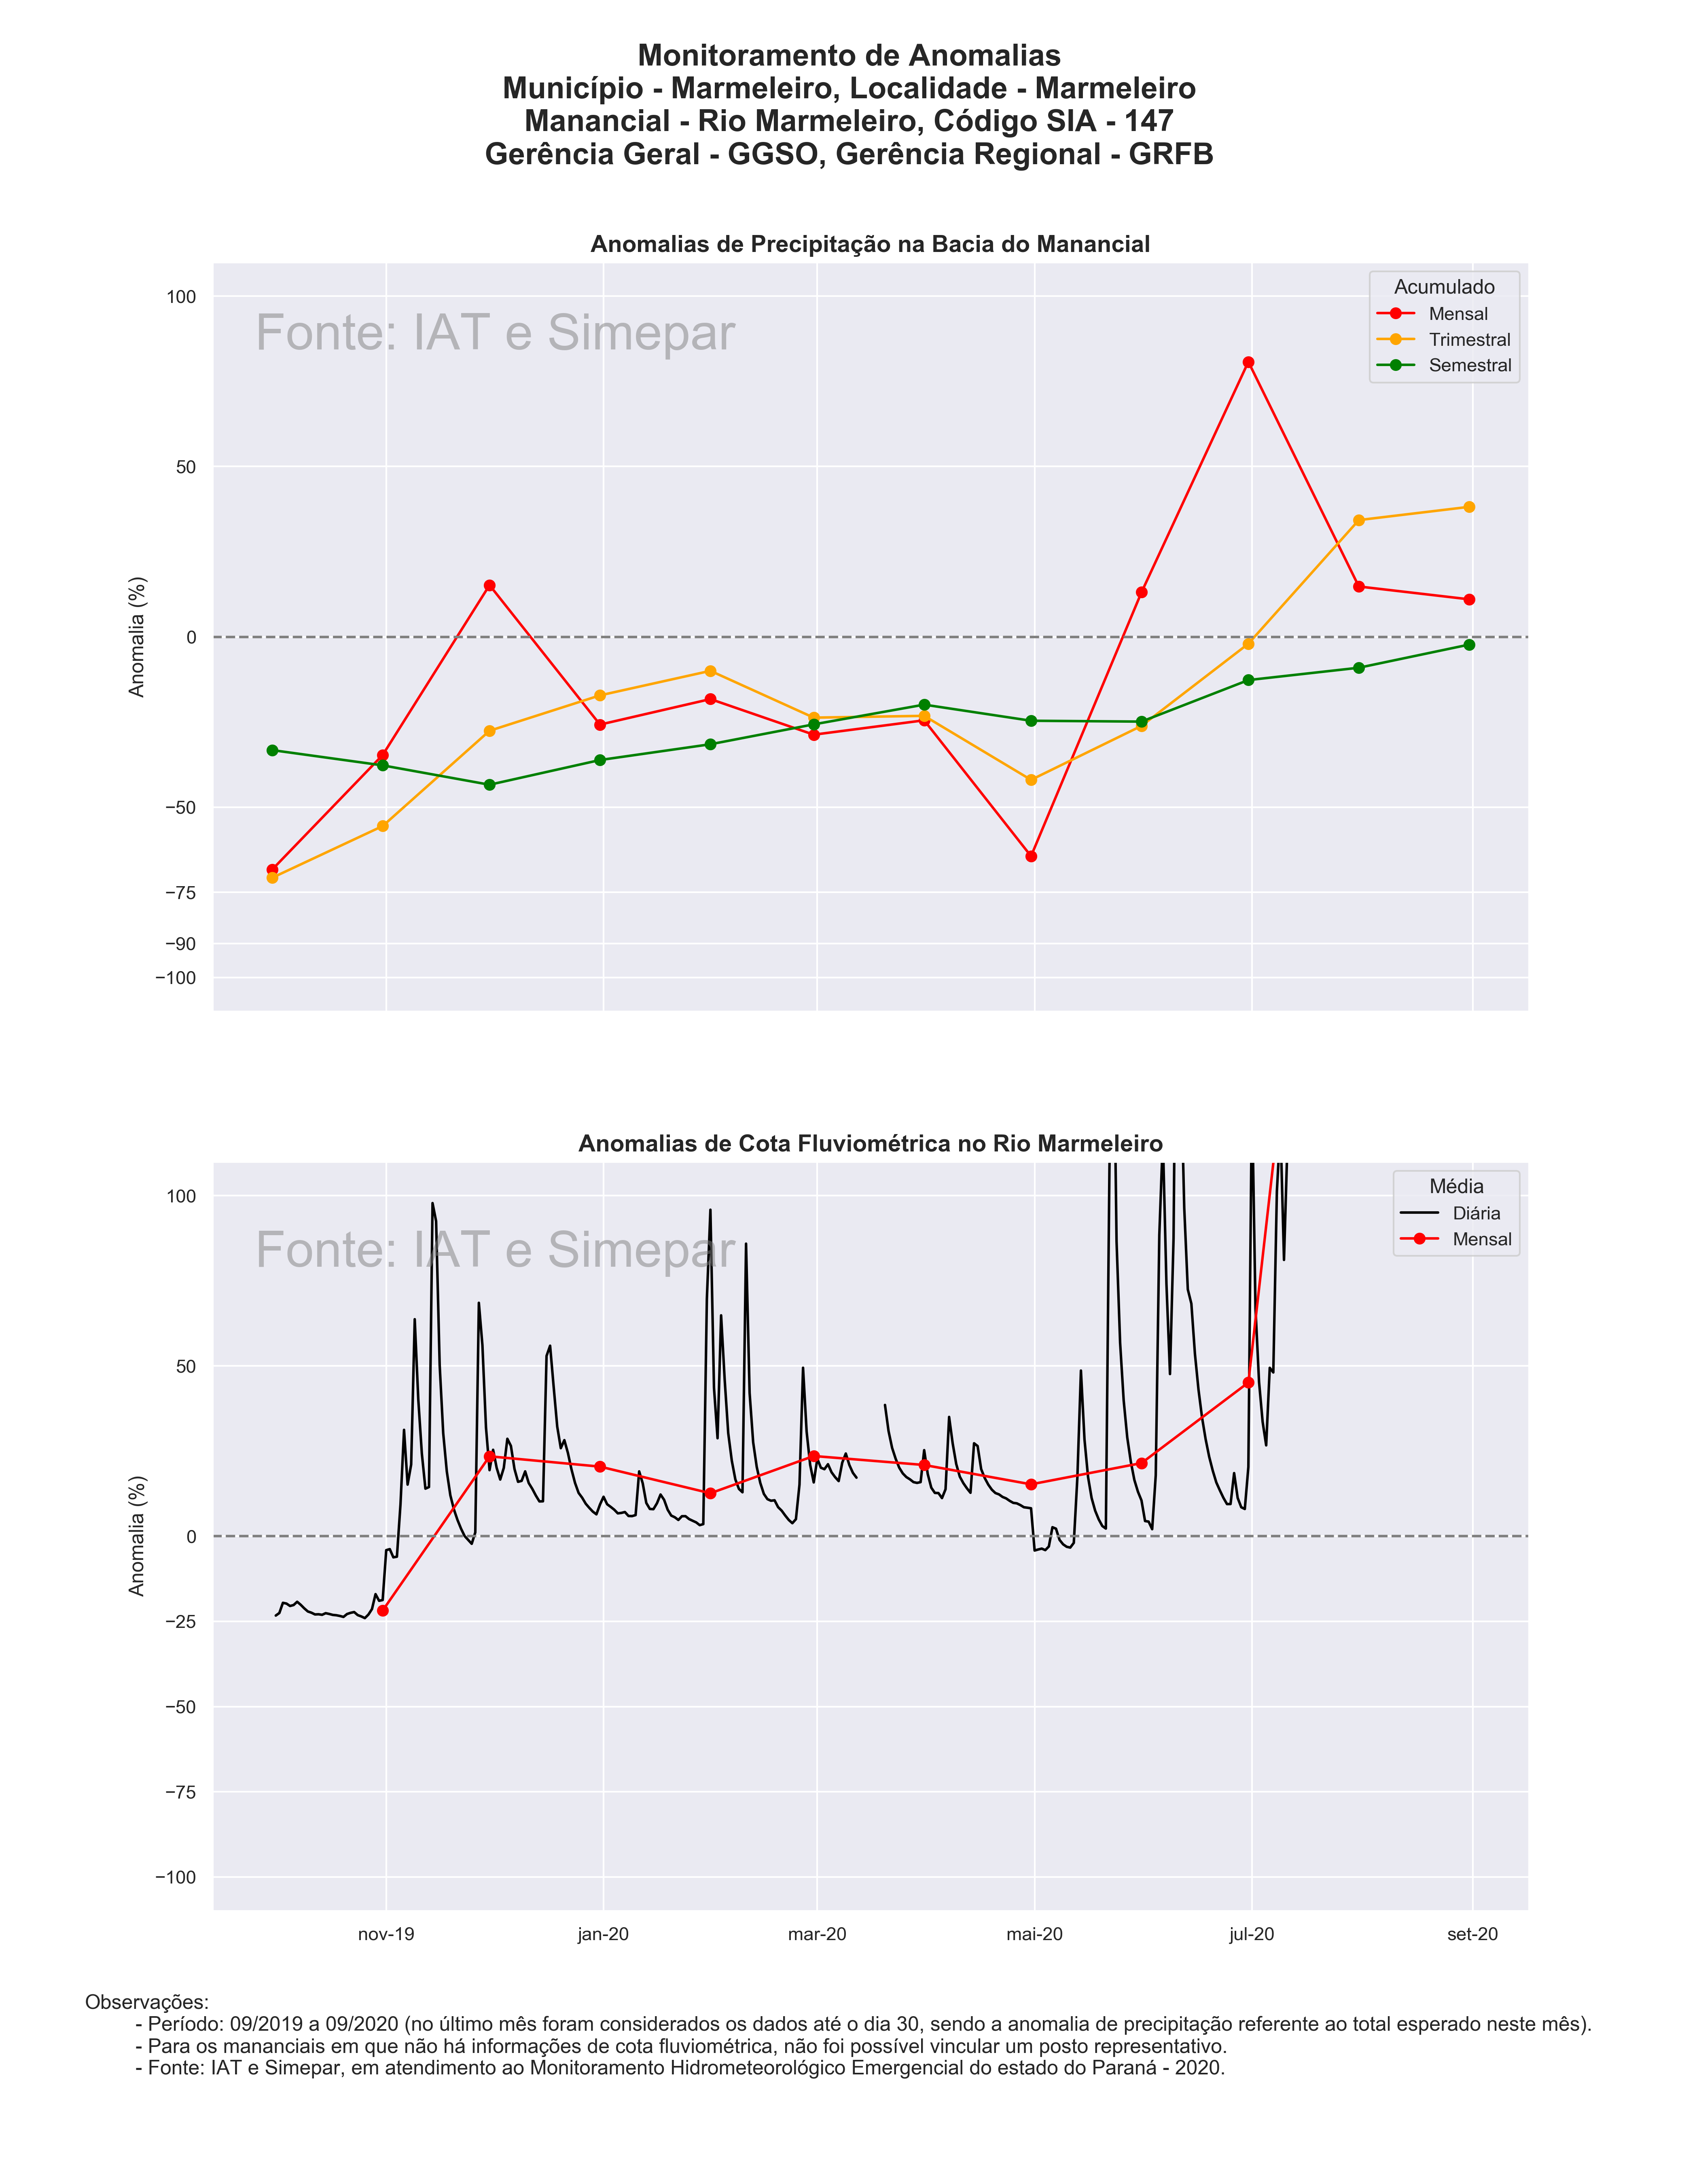 Monitoramento de Anomalias
Município - Marmeleiro, Localidade - Marmeleiro
Manancial - Rio Marmeleiro, Código SIA - 147
Gerência Geral - GGSO, Gerência Regional - GRFB
Anomalias de Precipitação na Bacia do Manancial
Fonte: IAT e Simepar
Acumulado
Mensal
Trimestral
Semestral
Anomalia (%)
100
50
0
−50
−75
−90
−100
Anomalias de Cota Fluviométrica no Rio Marmeleiro
Fonte: IAT e Simepar
Média
Diária
Mensal
Anomalia (%)
100
50
0
−25
−50
−75
−100
nov-19 jan-20 mar-20 mai-20 jul-20 set-20
Observações:
- Período: 09/2019 a 09/2020 (no último mês foram considerados os dados até o dia 30, sendo a anomalia de precipitação referente ao total esperado neste mês).
- Para os mananciais em que não há informações de cota fluviométrica, não foi possível vincular um posto representativo.
- Fonte: IAT e Simepar, em atendimento ao Monitoramento Hidrometeorológico Emergencial do estado do Paraná - 2020.